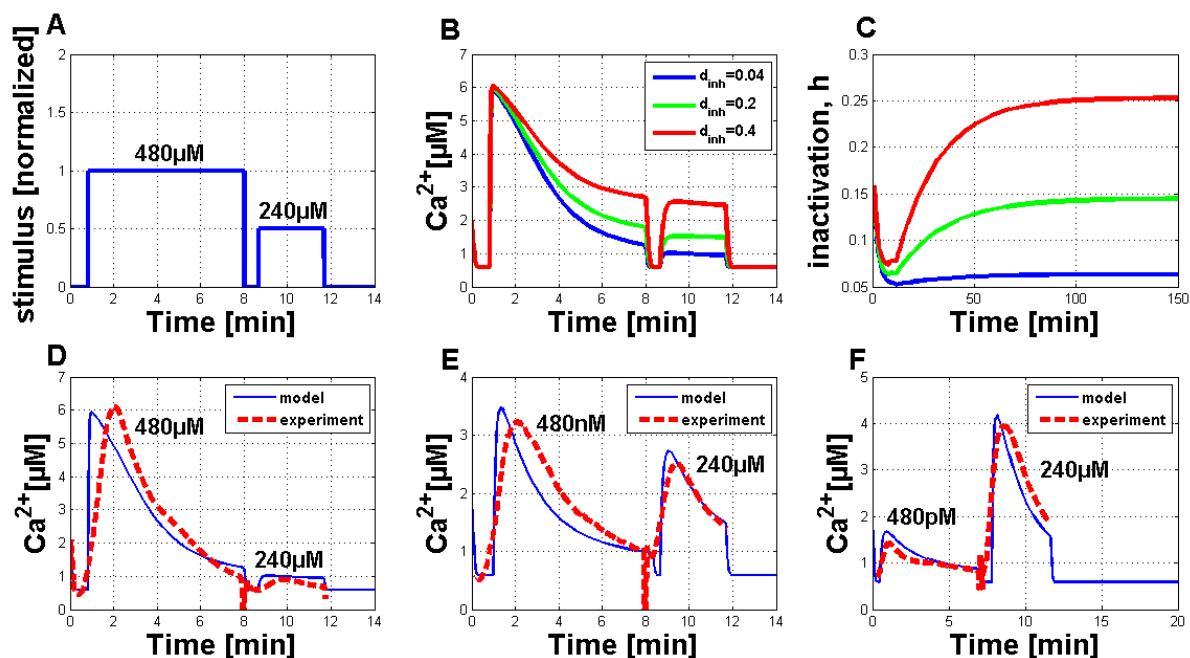 A
stimulus [normalized]
2
1.5
1
0.5
0
480µM
240µM
0 2 4 6 8 10 12 14
Time [min]
B
Ca2+[µM]
7
6
5
4
3
2
1
0
d_inh=0.04
d_inh=0.2
d_inh=0.4
0 2 4 6 8 10 12 14
Time [min]
C
inactivation, h
0.3
0.25
0.2
0.15
0.1
0.05
0 50 100 150
Time [min]
D
Ca2+[µM]
7
6
5
4
3
2
1
0
model
experiment
480µM
240µM
0 2 4 6 8 10 12 14
Time [min]
E
Ca2+[µM]
4
3
2
1
0
model
experiment
480nM
240µM
0 2 4 6 8 10 12 14
Time [min]
F
Ca2+[µM]
5
4
3
2
1
0
model
experiment
480pM
240µM
0 5 10 15 20
Time [min]